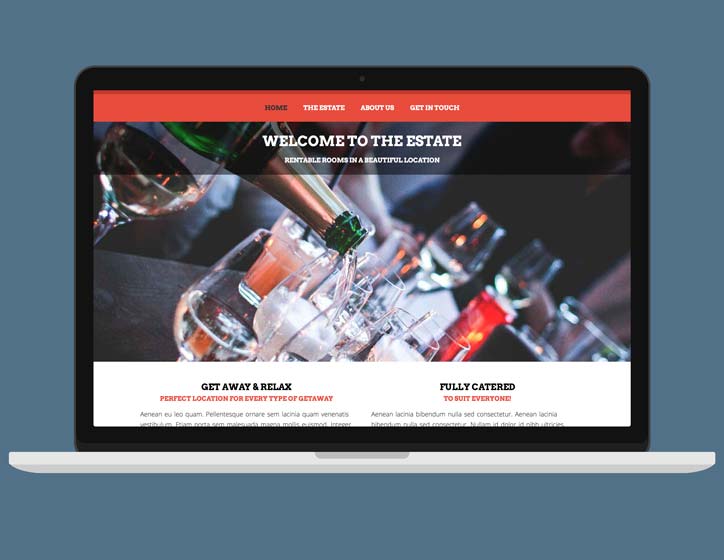 HOME THE ESTATE ABOUT US GET IN TOUCH
WELCOME TO THE ESTATE
RENTABLE ROOMS IN A BEAUTIFUL LOCATION
GET AWAY & RELAX
PERFECT LOCATION FOR EVERY TYPE OF GETAWAY
Aenean eu leo quam. Pellentesque ornare sem lacinia quam venenatis
vestibulum. Etiam porta sem malesuada magna mollis euismod. Integer
FULLY CATERED
TO SUIT EVERYONE!
Aenean lacinia bibendum nulla sed consectetur. Aenean lacinia
bibendum nulla sed consectetur. Nullam id dolor id nibh ultricies